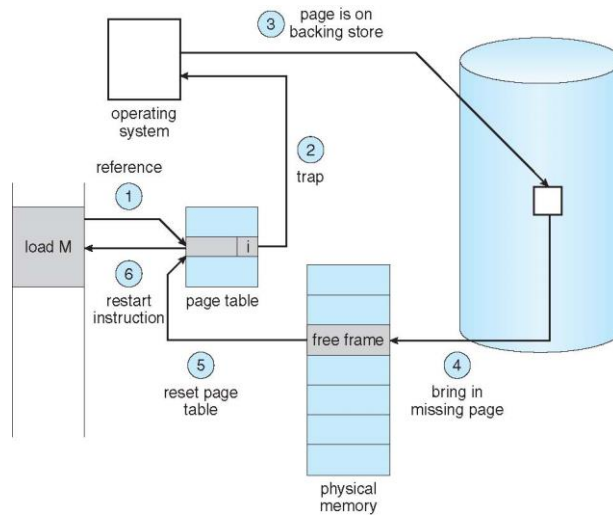 3
page is on
backing store
operating
system
2
trap
reference
1
load M
i
6
restart
instruction
page table
free frame
5
reset page
table
4
bring in
missing page
physical
memory